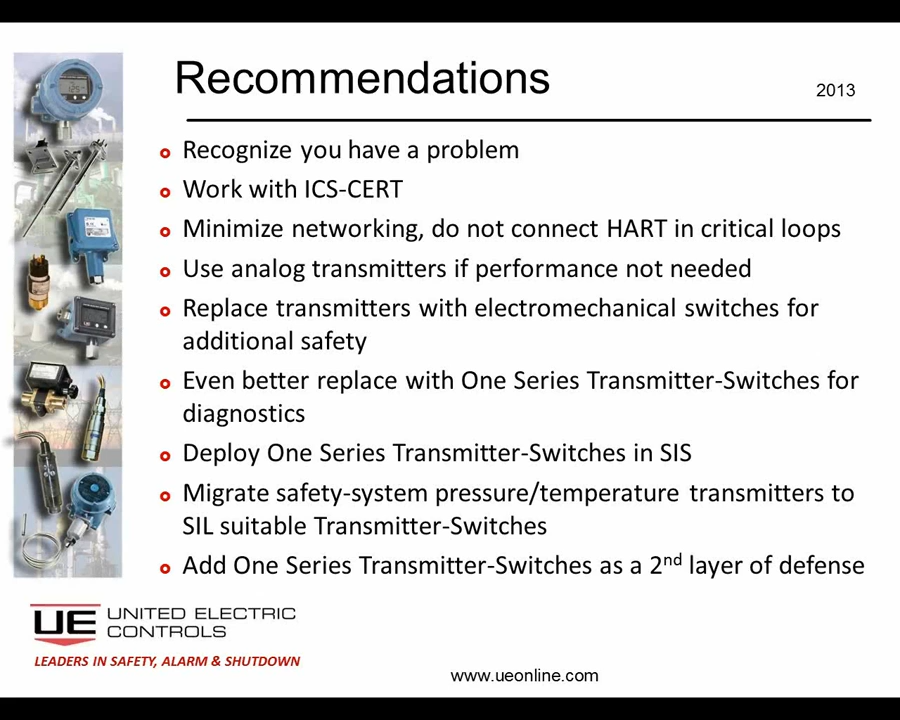 Recommendations
2013
Recognize you have a problem
Work with ICS-CERT
Minimize networking, do not connect HART in critical loops
Use analog transmitters if performance not needed
Replace transmitters with electromechanical switches for
additional safety
Even better replace with One Series Transmitter-Switches for
diagnostics
Deploy One Series Transmitter-Switches in SIS
Migrate safety-system pressure/temperature transmitters to
SIL suitable Transmitter-Switches
Add One Series Transmitter-Switches as a 2nd layer of defense
UE UNITED ELECTRIC
CONTROLS
LEADERS IN SAFETY, ALARM & SHUTDOWN
www.ueonline.com